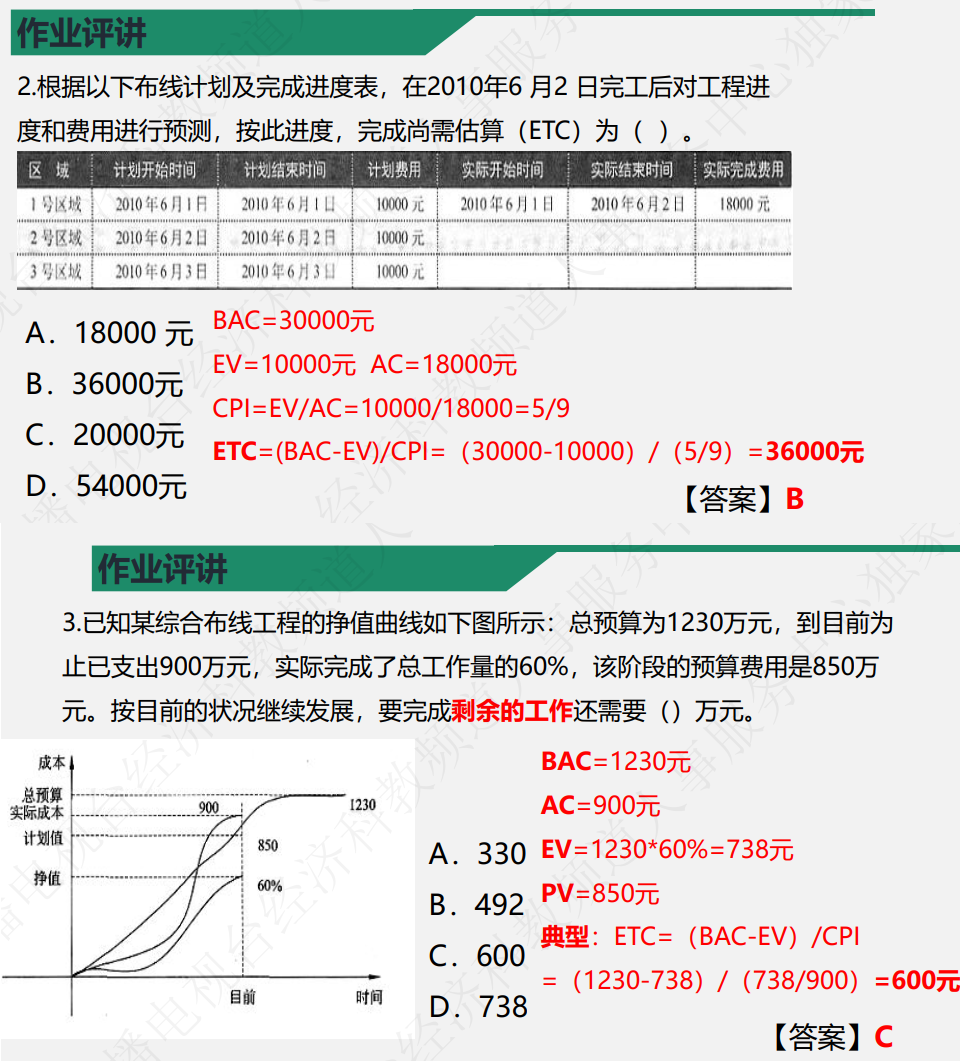 作业评讲
2.根据以下布线计划及完成进度表，在2010年6 月2 日完工后对工程进
度和费用进行预测，按此进度，完成尚需估算（ETC）为（ ）。
区 域 计划开始时间 计划结束时间 计划费用 实际开始时间 实际结束时间 实际完成费用
1号区域 2010年6月1日 2010年6月1日 10000元 2010年6月1日 2010年6月2日 18000元
2号区域 2010年6月2日 2010年6月2日 10000元
3号区域 2010年6月3日 2010年6月3日 10000元
A．18000 元
B．36000元
C．20000元
D．54000元
BAC=30000元
EV=10000元 AC=18000元
CPI=EV/AC=10000/18000=5/9
ETC=(BAC-EV)/CPI=（30000-10000）/（5/9）=36000元
【答案】B
作业评讲
3.已知某综合布线工程的挣值曲线如下图所示：总预算为1230万元，到目前为
止已支出900万元，实际完成了总工作量的60%，该阶段的预算费用是850万
元。按目前的状况继续发展，要完成剩余的工作还需要（）万元。
成本
总预算
实际成本
计划值
挣值
900
1230
850
60%
目前
时间
A．330
B．492
C．600
D．738
BAC=1230元
AC=900元
EV=1230*60%=738元
PV=850元
典型：ETC=（BAC-EV）/CPI
=（1230-738）/（738/900）=600元
【答案】C